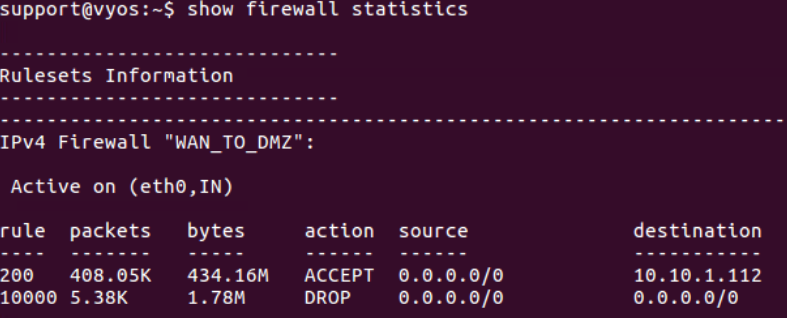 support@vyos:~$ show firewall statistics
-----------------------------
Rulesets Information
-----------------------------
--------------------------------------------------------------------
IPv4 Firewall "WAN_TO_DMZ":
Active on (eth0,IN)
rule packets bytes action source destination
---- ------- ----- ------ ------ -----------
200 408.05K 434.16M ACCEPT 0.0.0.0/0 10.10.1.112
10000 5.38K 1.78M DROP 0.0.0.0/0 0.0.0.0/0